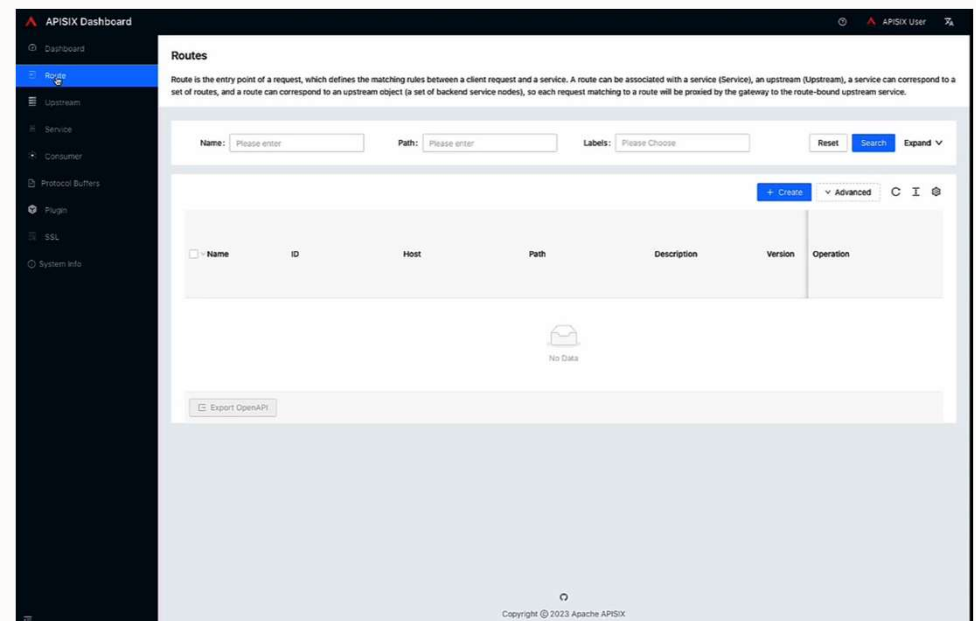 APISIX Dashboard
APISIX User
Dashboard
Route
Upstream
Service
Consumer
Protocol Buffers
Plugin
SSL
System Info
Routes
Route is the entry point of a request, which defines the matching rules between a client request and a service. A route can be associated with a service (Service), an upstream (Upstream), a service can correspond to a
set of routes, and a route can correspond to an upstream object (a set of backend service nodes), so each request matching to a route will be proxied by the gateway to the route-bound upstream service.
Name: Please enter Path: Please enter Labels: Please Choose Reset Search Expand
+ Create Advanced
Name ID Host Path Description Version Operation
No Data
Export OpenAPI
Copyright © 2023 Apache APISIX